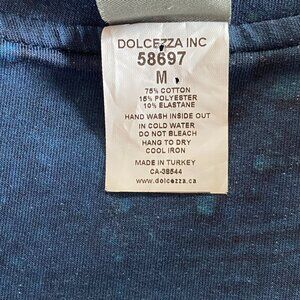 DOLCEZZA INC
58697
M
75% COTTON
15% POLYESTER
10% ELASTANE
HAND WASH INSIDE OUT
IN COLD WATER
DO NOT BLEACH
HANG TO DRY
COOL IRON
MADE IN TURKEY
CA-38544
www.dolcezza.ca